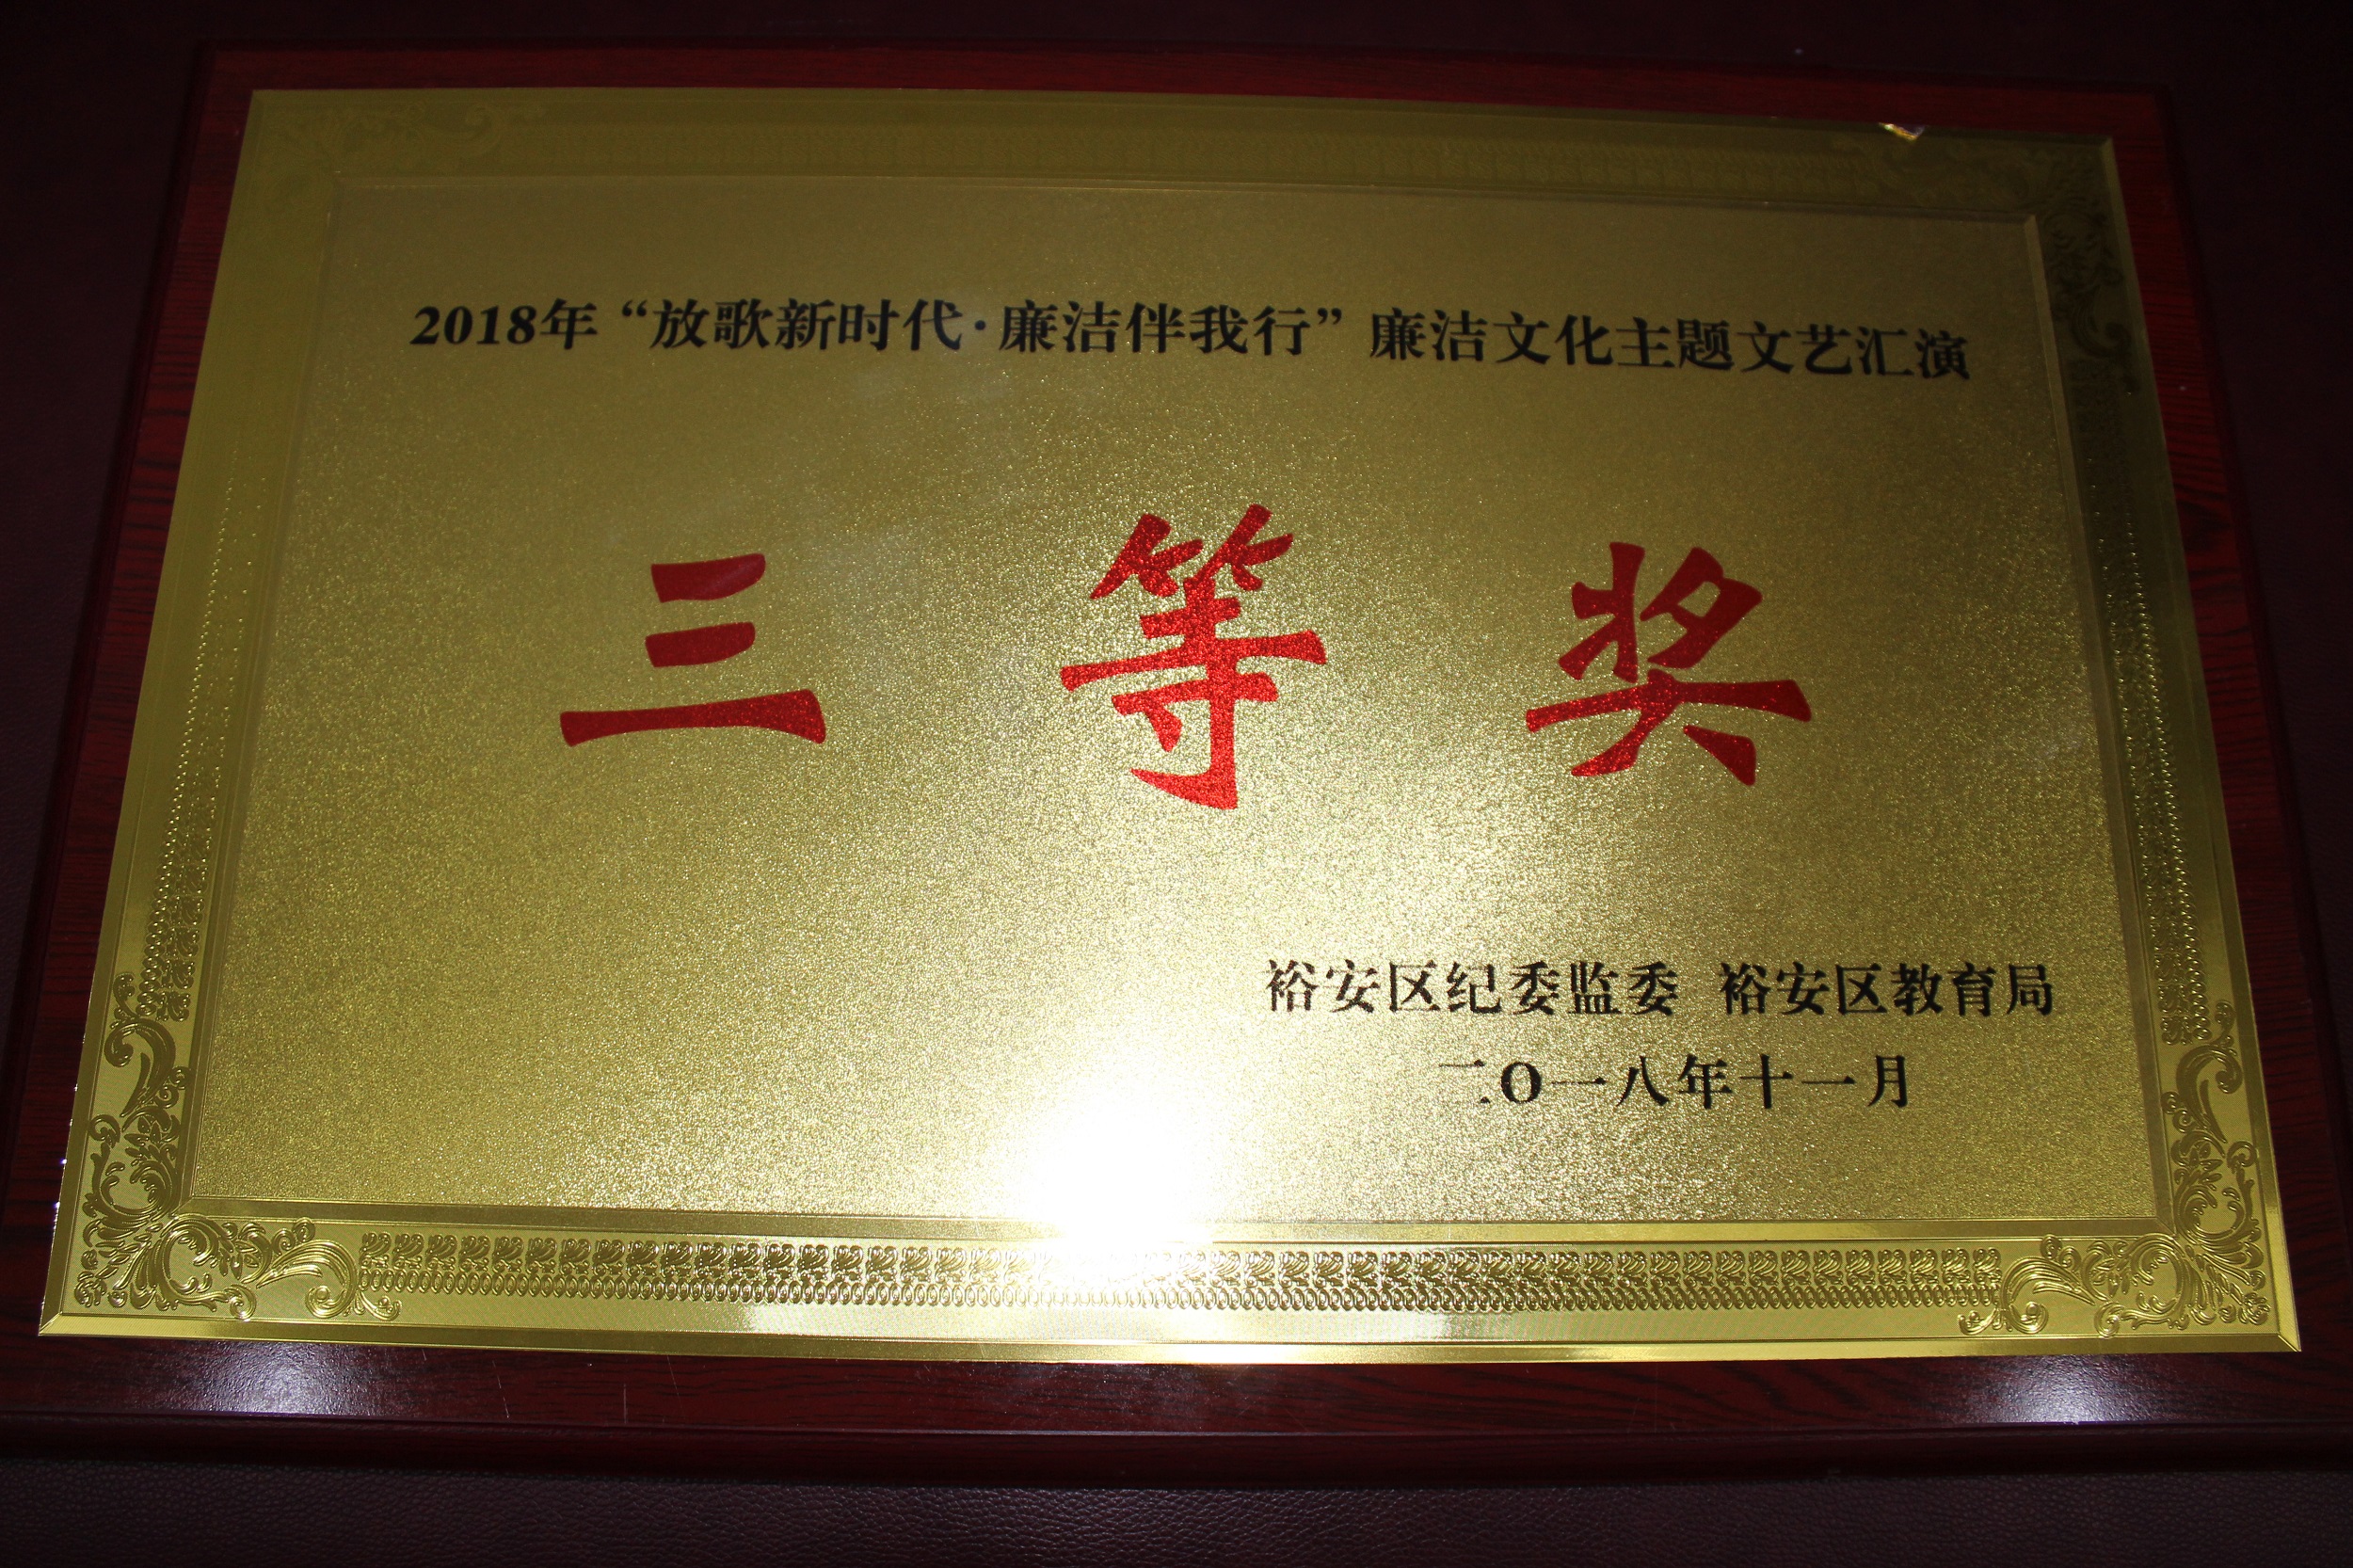 2018年“放歌新时代·廉洁伴我行”廉洁文化主题文艺汇演
三等奖
裕安区纪委监委 裕安区教育局
二O一八年十一月